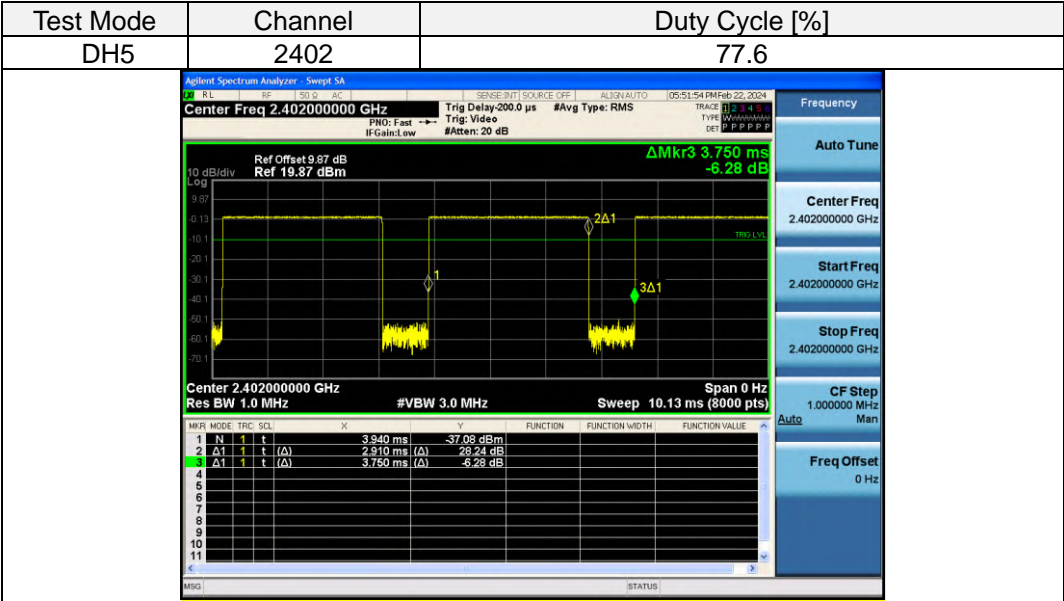 Test Mode Channel Duty Cycle [%]
DH5 2402 77.6
Agilent Spectrum Analyzer - Swept SA
RL RF 50 Ω AC SENSE:INT SOURCE OFF ALIGN AUTO 05:51:54 PM Feb 22, 2024
Center Freq 2.402000000 GHz
Trig Delay-200.0 µs #Avg Type: RMS
TRACE 1 2 3 4 5 6
PNO: Fast Trig: Video
TYPE WWWWWW
IFGain:Low #Atten: 20 dB
DET P P P P P P
Frequency
Auto Tune
ΔMkr3 3.750 ms
-6.28 dB
Ref Offset 9.87 dB
10 dB/div Ref 19.87 dBm
Log
9.87
-0.13
-10.1
-20.1
-30.1
-40.1
-50.1
-60.1
-70.1
2Δ1
TRIG LVL
1
3Δ1
Center Freq
2.402000000 GHz
Start Freq
2.402000000 GHz
Stop Freq
2.402000000 GHz
Center 2.402000000 GHz Span 0 Hz
Res BW 1.0 MHz #VBW 3.0 MHz Sweep 10.13 ms (8000 pts)
CF Step
1.000000 MHz
Auto Man
Freq Offset
0 Hz
MKR MODE TRC SCL X Y FUNCTION FUNCTION WIDTH FUNCTION VALUE
1 N 1 t 3.940 ms -37.08 dBm
2 Δ1 1 t (Δ) 2.910 ms (Δ) 28.24 dB
3 Δ1 1 t (Δ) 3.750 ms (Δ) -6.28 dB
4
5
6
7
8
9
10
11
MSG STATUS